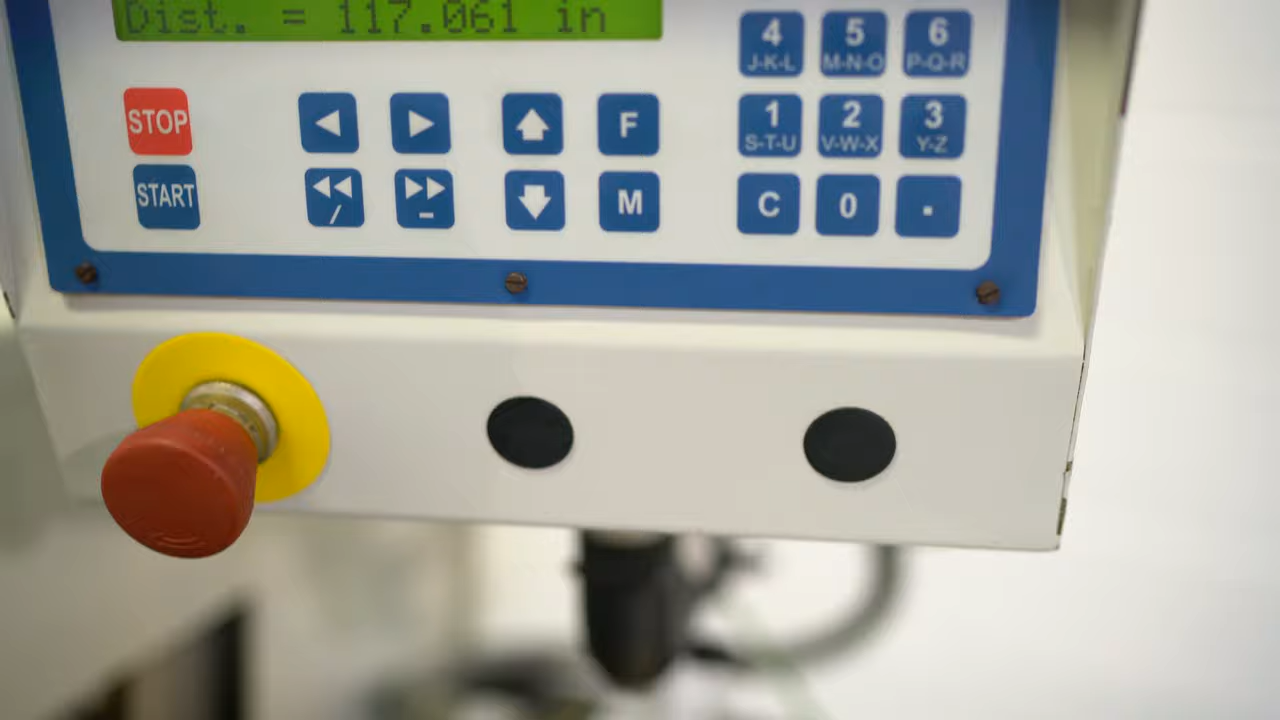 Dist. = 117.061 in
4 5 6
J-K-L M-N-O P-Q-R
STOP F 1 2 3
S-T-U V-W-X Y-Z
START / - M C 0 .